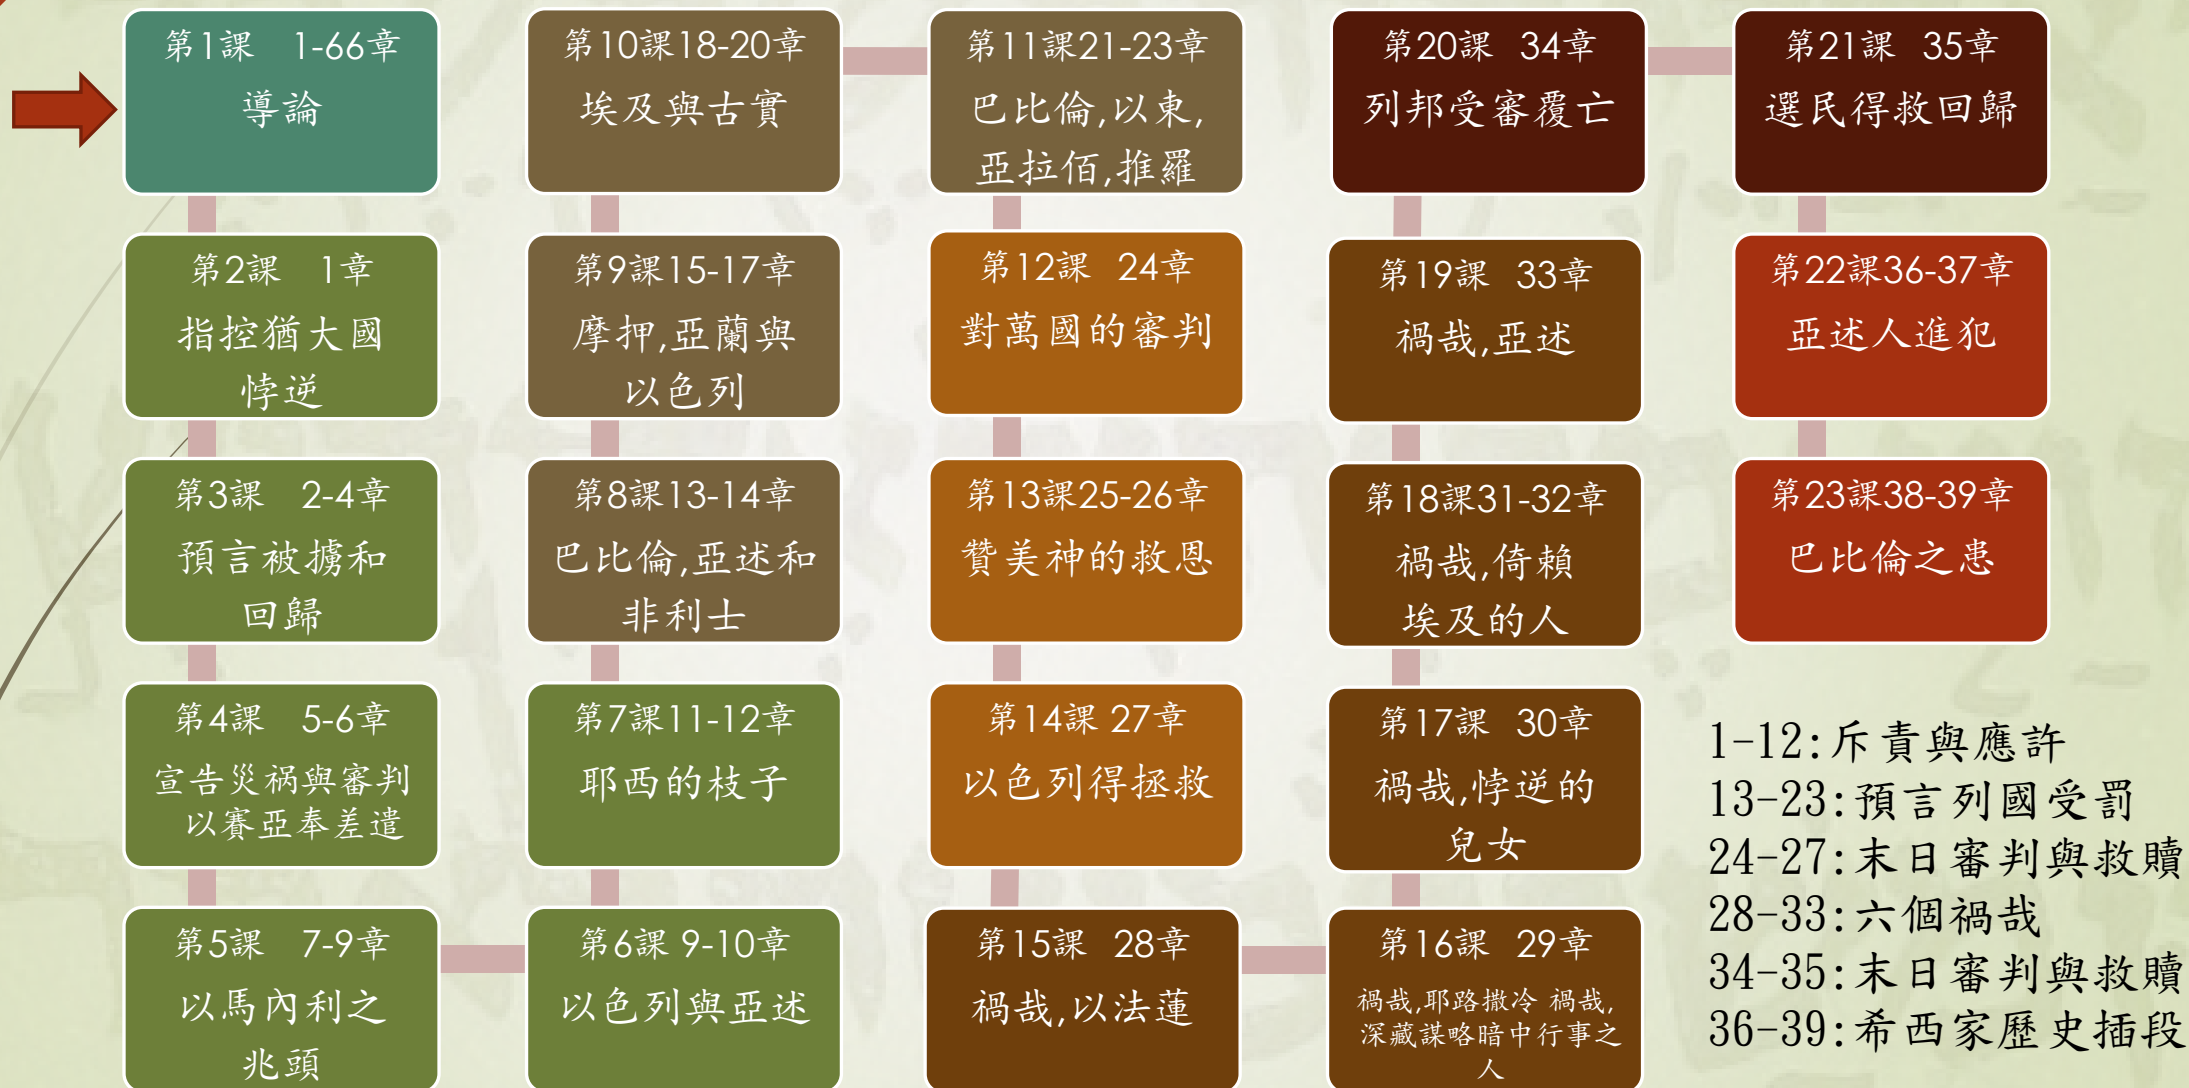 第1課 1-66章
導論
第2課 1章
指控猶大國
悖逆
第3課 2-4章
預言被擄和
回歸
第4課 5-6章
宣告災祸與審判
以賽亞奉差遣
第5課 7-9章
以馬內利之
兆頭
第6課 9-10章
以色列與亞述
第7課11-12章
耶西的枝子
第8課13-14章
巴比倫,亞述和
非利士
第9課15-17章
摩押,亞蘭與
以色列
第10課18-20章
埃及與古實
第11課21-23章
巴比倫,以東,
亞拉伯,推羅
第12課 24章
對萬國的審判
第13課25-26章
贊美神的救恩
第14課 27章
以色列得拯救
第15課 28章
禍哉,以法蓮
第16課 29章
禍哉,耶路撒冷 禍哉,
深藏謀略暗中行事之
人
第17課 30章
禍哉,悖逆的
兒女
第18課31-32章
禍哉,倚賴
埃及的人
第19課 33章
禍哉,亞述
第20課 34章
列邦受審覆亡
第21課 35章
選民得救回歸
第22課36-37章
亞述人進犯
第23課38-39章
巴比倫之患
1-12:斥責與應許
13-23:預言列國受罰
24-27:末日審判與救贖
28-33:六個禍哉
34-35:末日審判與救贖
36-39:希西家歷史插段